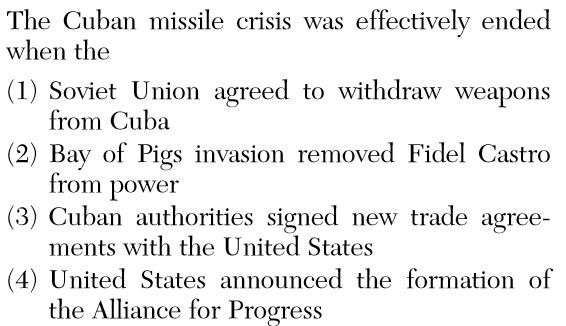 The Cuban missile crisis was effectively ended
when the
(1) Soviet Union agreed to withdraw weapons
from Cuba
(2) Bay of Pigs invasion removed Fidel Castro
from power
(3) Cuban authorities signed new trade agree-
ments with the United States
(4) United States announced the formation of
the Alliance for Progress